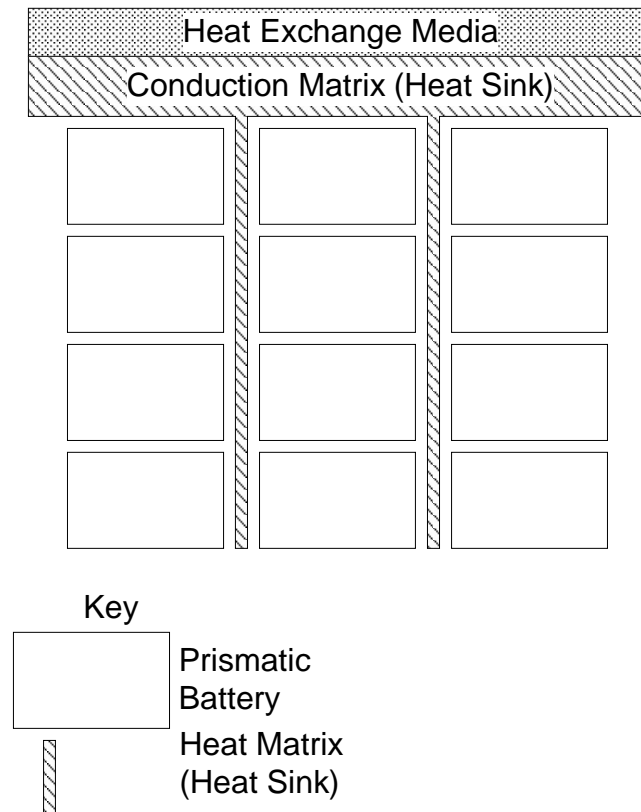 Heat Exchange Media
Conduction Matrix (Heat Sink)
Key
Prismatic
Battery
Heat Matrix
(Heat Sink)